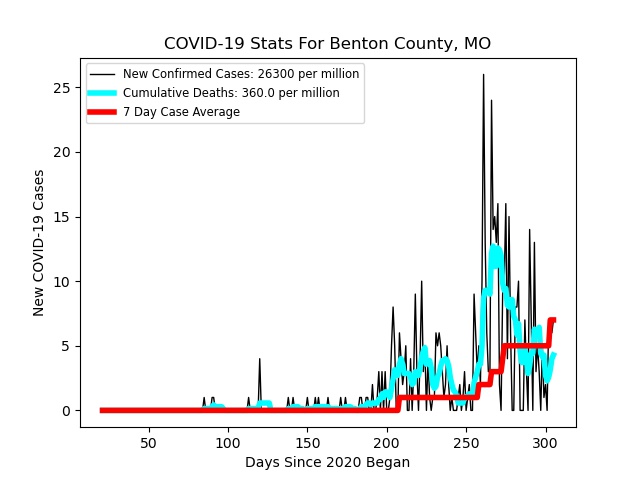 COVID-19 Stats For Benton County, MO
New Confirmed Cases: 26300 per million
Cumulative Deaths: 360.0 per million
7 Day Case Average
New COVID-19 Cases
25
20
15
10
5
0
50 100 150 200 250 300
Days Since 2020 Began